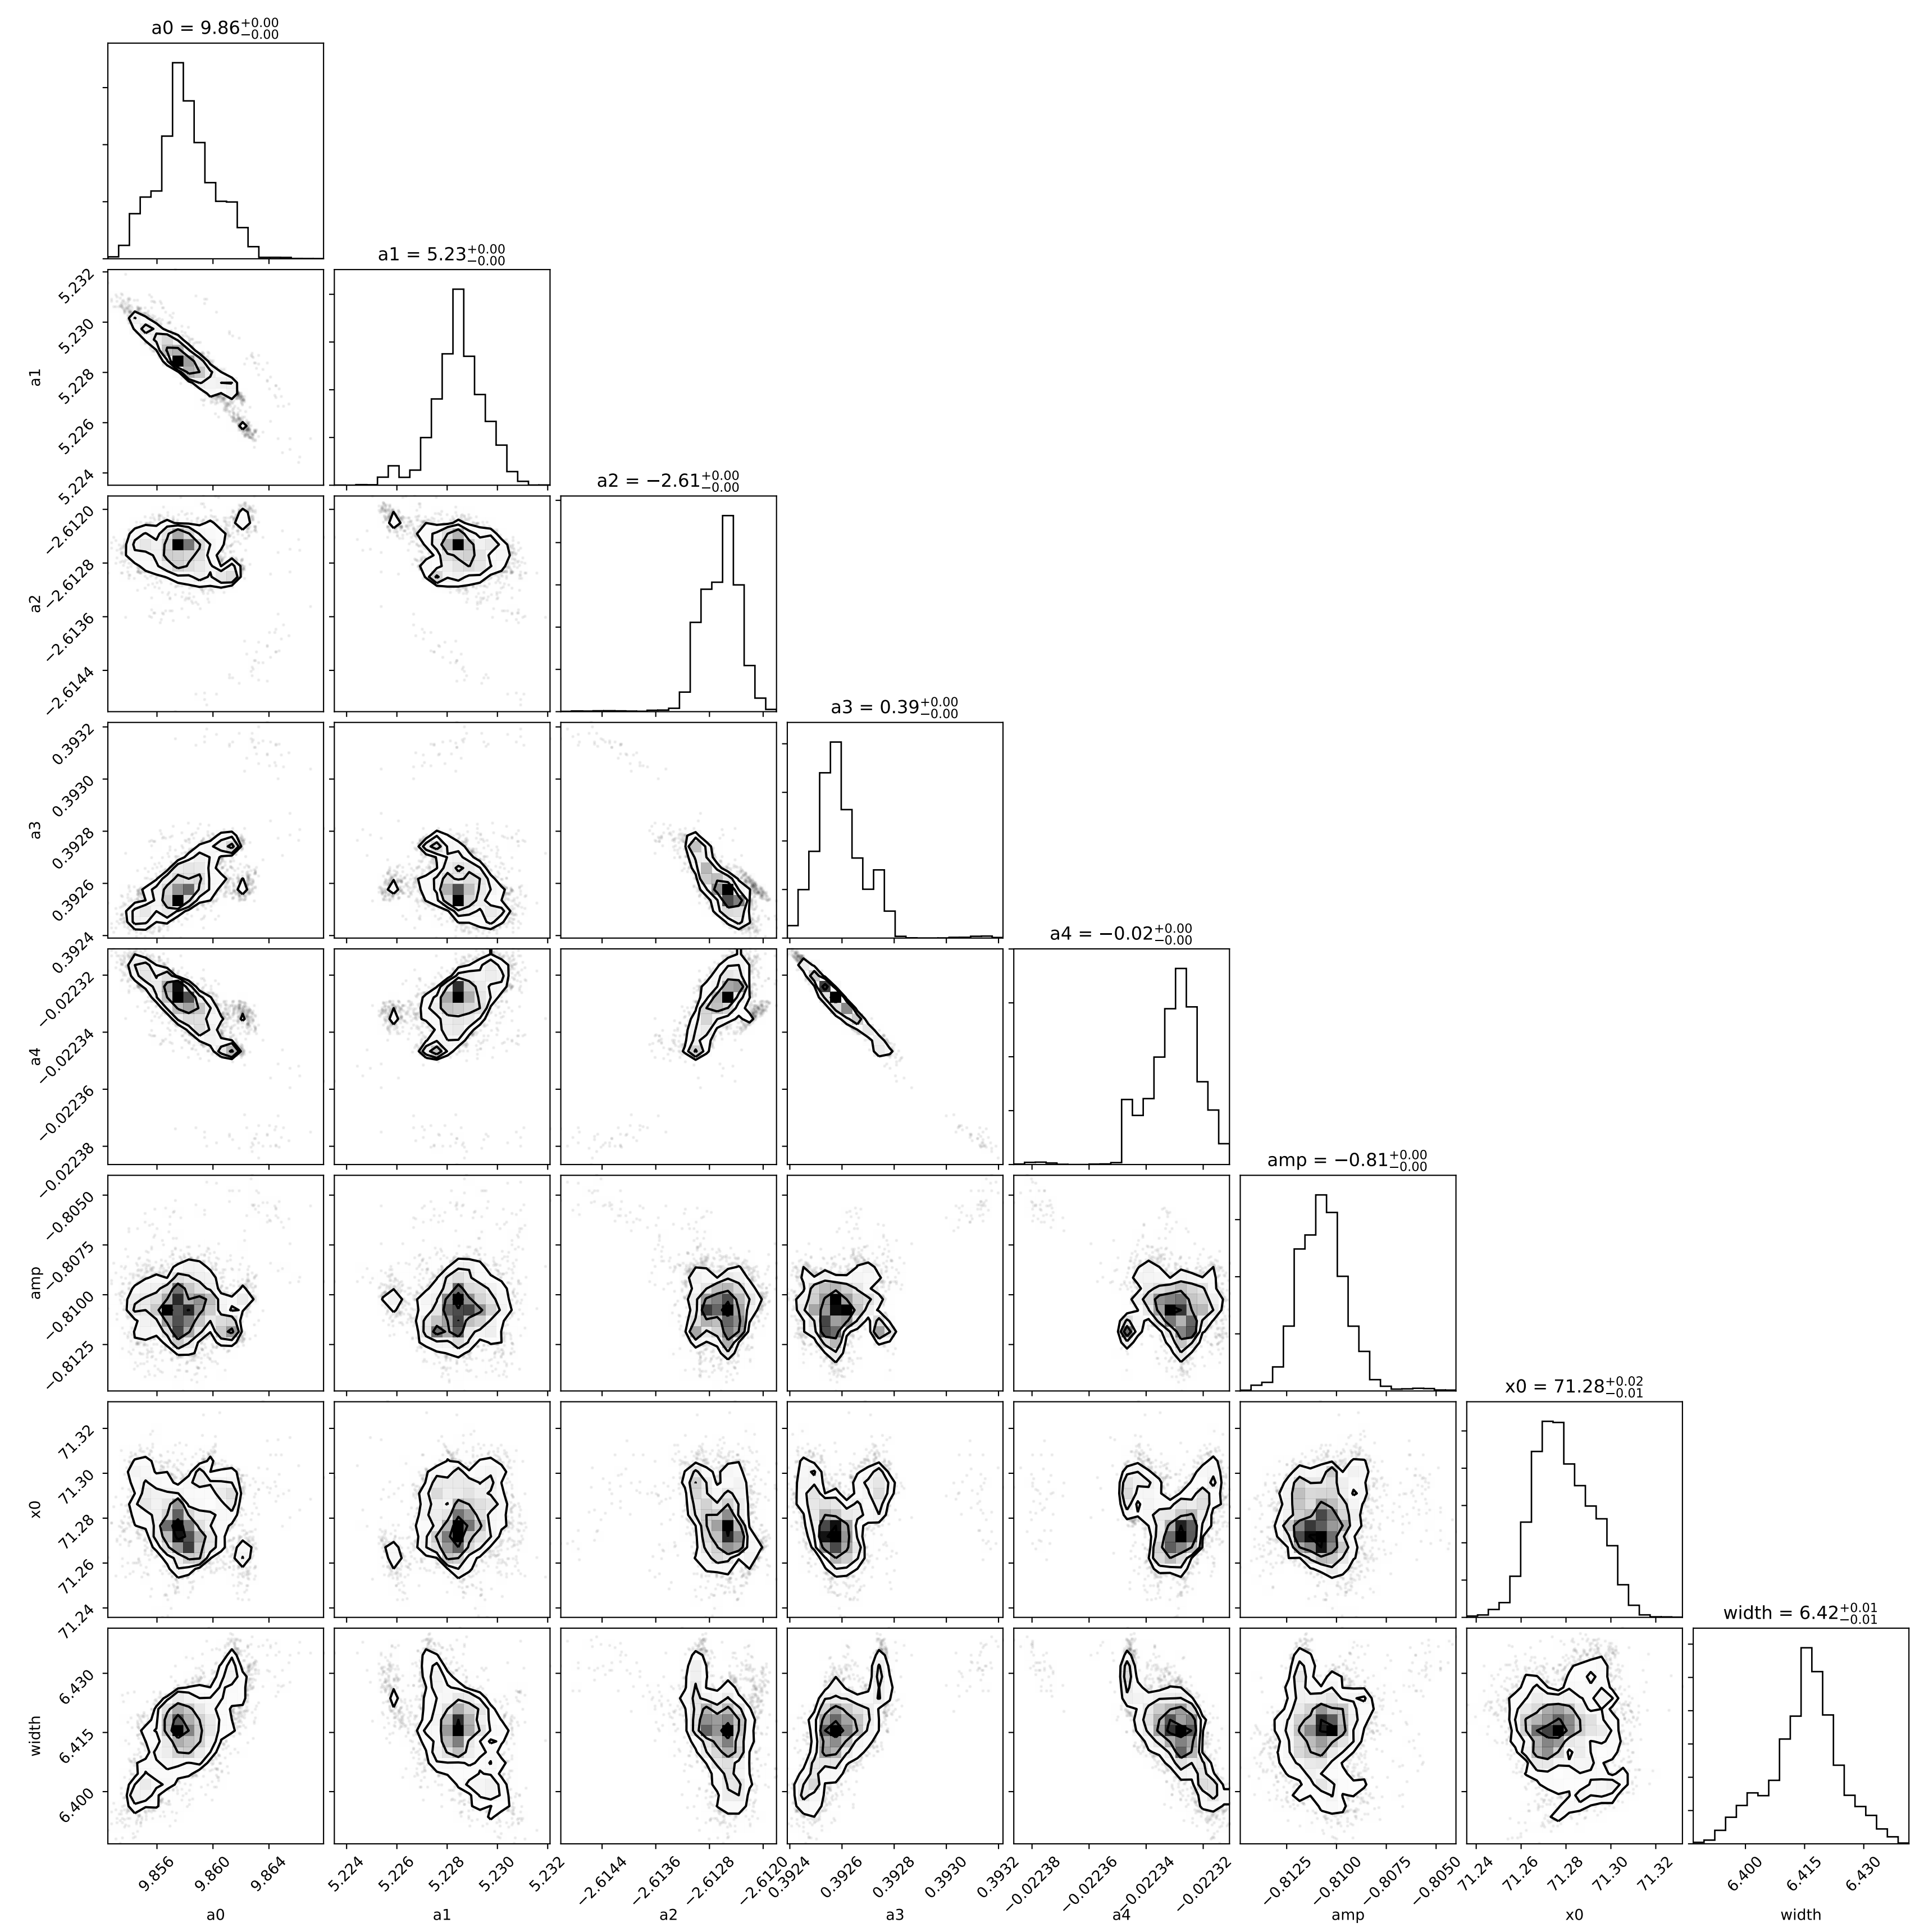 a0 = 9.86+0.00−0.00
a1 = 5.23+0.00−0.00
5.232
5.230
5.228
5.226
5.224
a1
a2 = −2.61+0.00−0.00
−2.6120
−2.6128
−2.6136
−2.6144
a2
a3 = 0.39+0.00−0.00
0.3932
0.3930
0.3928
0.3926
0.3924
a3
a4 = −0.02+0.00−0.00
−0.02232
−0.02234
−0.02236
−0.02238
a4
amp = −0.81+0.00−0.00
−0.8050
−0.8075
−0.8100
−0.8125
amp
x0 = 71.28+0.02−0.01
71.32
71.30
71.28
71.26
71.24
x0
width = 6.42+0.01−0.01
6.430
6.415
6.400
width
9.856 9.860 9.864 5.224 5.226 5.228 5.230 5.232 −2.6144 −2.6136 −2.6128 −2.6120 0.3924 0.3926 0.3928 0.3930 0.3932 −0.02238 −0.02236 −0.02234 −0.02232 −0.8125 −0.8100 −0.8075 −0.8050 71.24 71.26 71.28 71.30 71.32 6.400 6.415 6.430
a0 a1 a2 a3 a4 amp x0 width